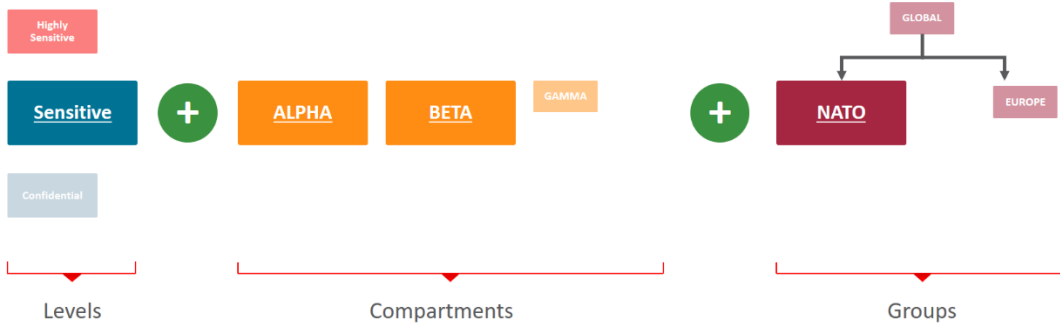 Highly
Sensitive
GLOBAL
Sensitive
+
ALPHA
BETA
GAMMA
+
NATO
EUROPE
Confidential
Levels
Compartments
Groups